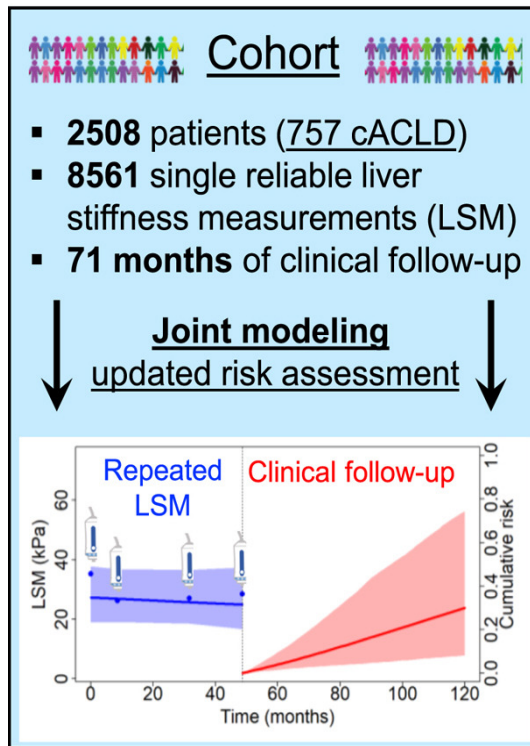 Cohort
▪ 2508 patients (757 cACLD)
▪ 8561 single reliable liver
stiffness measurements (LSM)
▪ 71 months of clinical follow-up
Joint modeling
updated risk assessment
Repeated
LSM
Clinical follow-up
LSM (kPa)
0
20
40
60
Cumulative risk
0.0
0.2
0.4
0.6
0.8
1.0
0
20
40
60
80
100
120
Time (months)